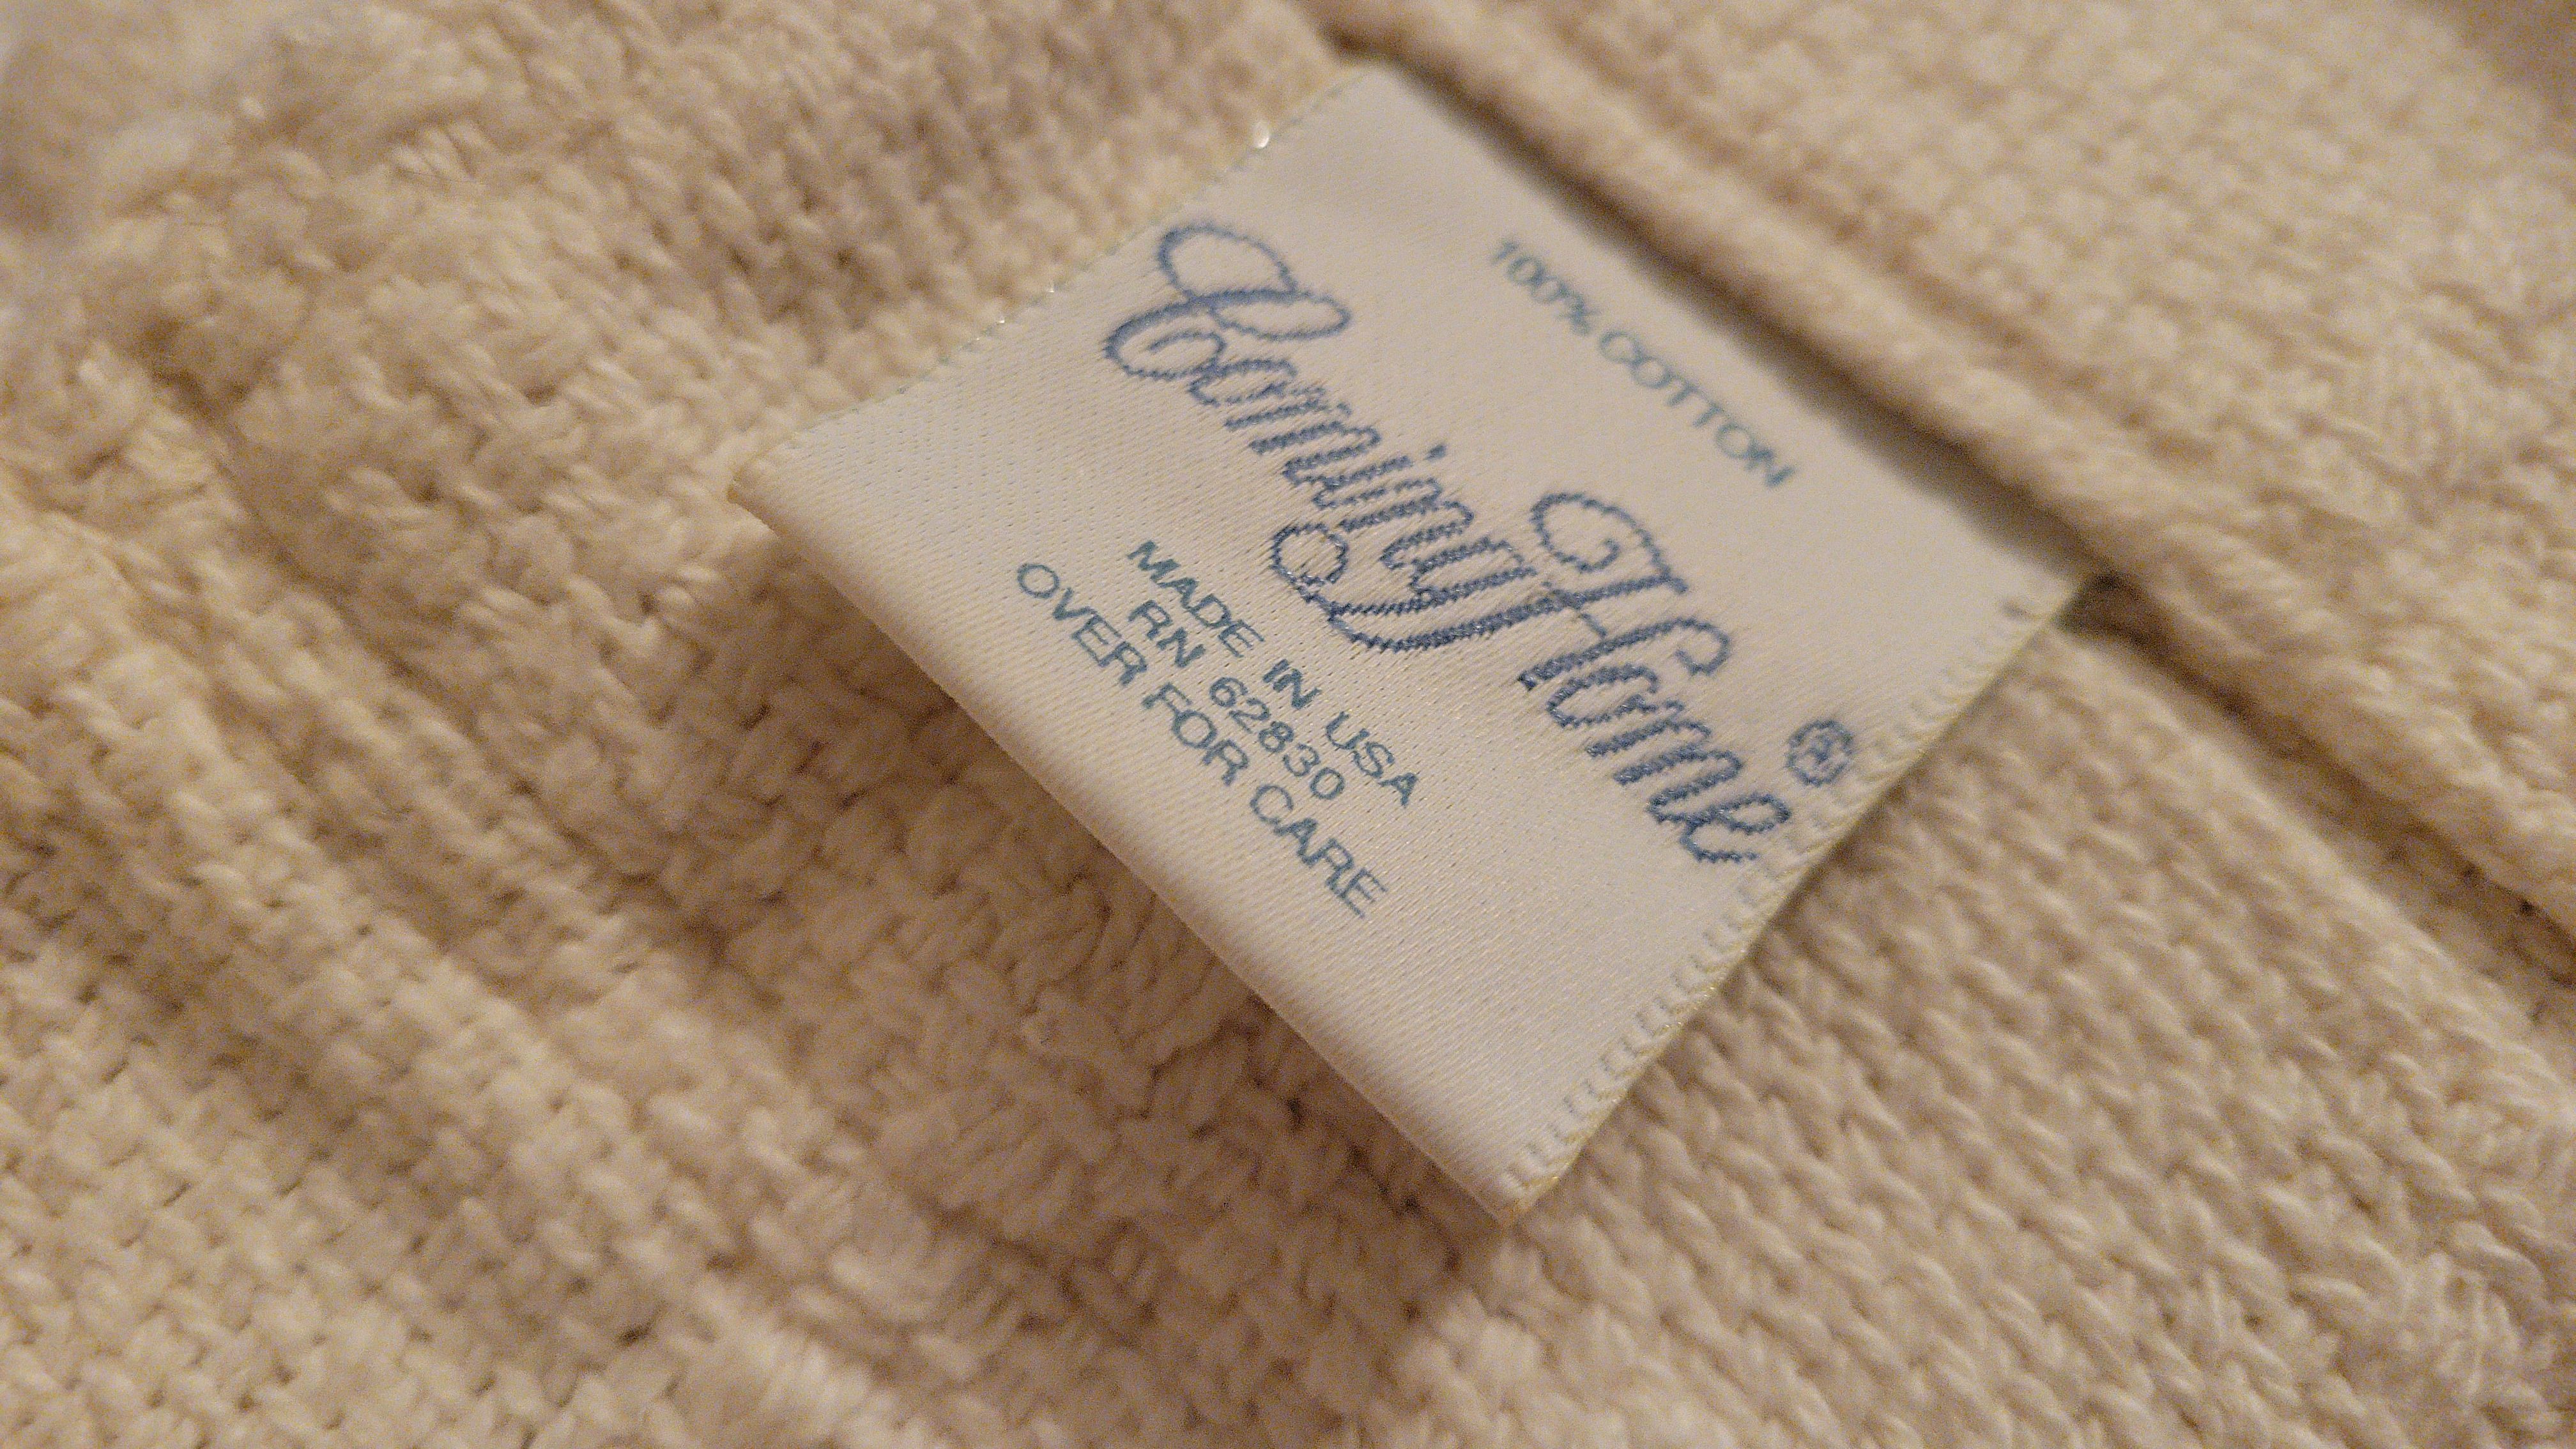 100% COTTON
Coming Home®
MADE IN USA
RN 62830
OVER FOR CARE